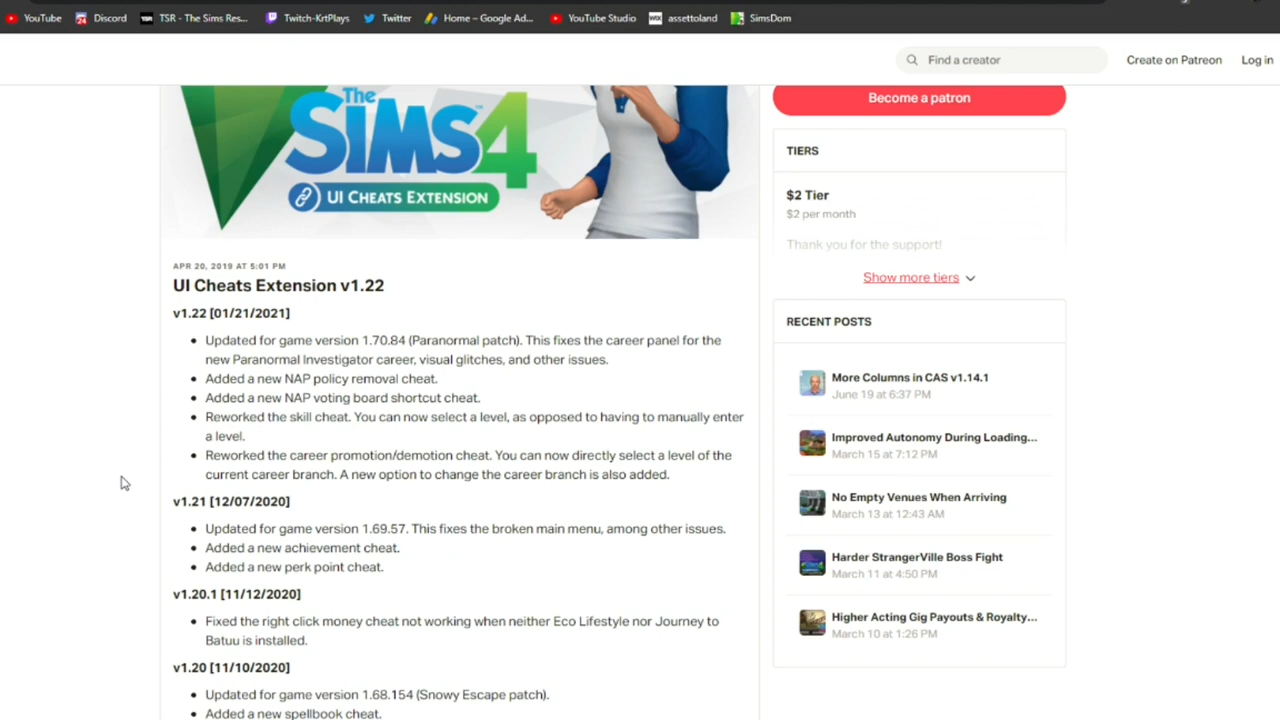 YouTube Discord TSR - The Sims Res... Twitch-KrtPlays Twitter Home – Google Ad... YouTube Studio assettoland SimsDom
Find a creator Create on Patreon Log in
The
SIMS 4
UI CHEATS EXTENSION
APR 20, 2019 AT 5:01 PM
UI Cheats Extension v1.22
v1.22 [01/21/2021]
Updated for game version 1.70.84 (Paranormal patch). This fixes the career panel for the
new Paranormal Investigator career, visual glitches, and other issues.
Added a new NAP policy removal cheat.
Added a new NAP voting board shortcut cheat.
Reworked the skill cheat. You can now select a level, as opposed to having to manually enter
a level.
Reworked the career promotion/demotion cheat. You can now directly select a level of the
current career branch. A new option to change the career branch is also added.
v1.21 [12/07/2020]
Updated for game version 1.69.57. This fixes the broken main menu, among other issues.
Added a new achievement cheat.
Added a new perk point cheat.
v1.20.1 [11/12/2020]
Fixed the right click money cheat not working when neither Eco Lifestyle nor Journey to
Batuu is installed.
v1.20 [11/10/2020]
Updated for game version 1.68.154 (Snowy Escape patch).
Added a new spellbook cheat.
Become a patron
TIERS
$2 Tier
$2 per month
Thank you for the support!
Show more tiers
RECENT POSTS
More Columns in CAS v1.14.1
June 19 at 6:37 PM
Improved Autonomy During Loading...
March 15 at 7:12 PM
No Empty Venues When Arriving
March 13 at 12:43 AM
Harder StrangerVille Boss Fight
March 11 at 4:50 PM
Higher Acting Gig Payouts & Royalty...
March 10 at 1:26 PM